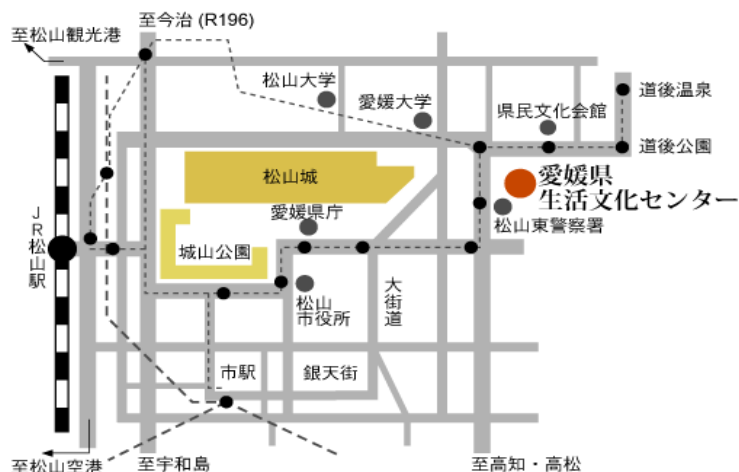 至今治 (R196)
至松山観光港
松山大学
愛媛大学
県民文化会館
道後温泉
道後公園
松山城
愛媛県
生活文化センター
愛媛県庁
松山東警察署
JR松山駅
城山公園
松山
市役所
大街道
市駅
銀天街
至松山空港
至宇和島
至高知・高松